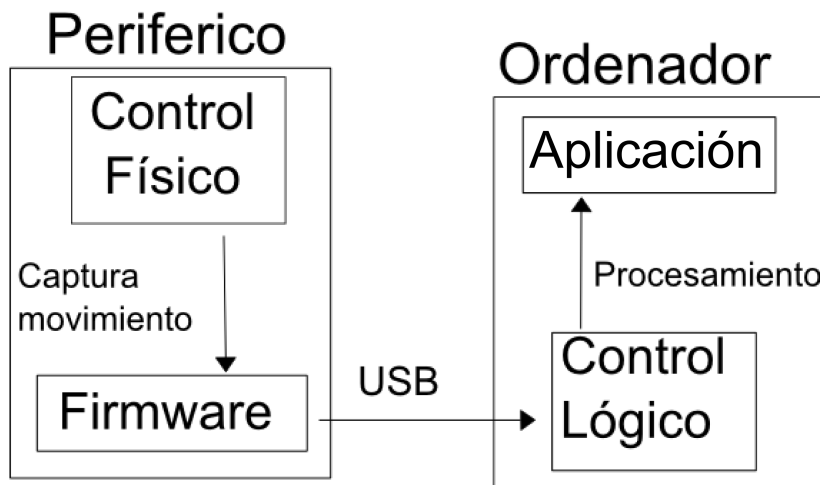 Periferico
Control
Físico
Captura
movimiento
Firmware
USB
Ordenador
Aplicación
Procesamiento
Control
Lógico